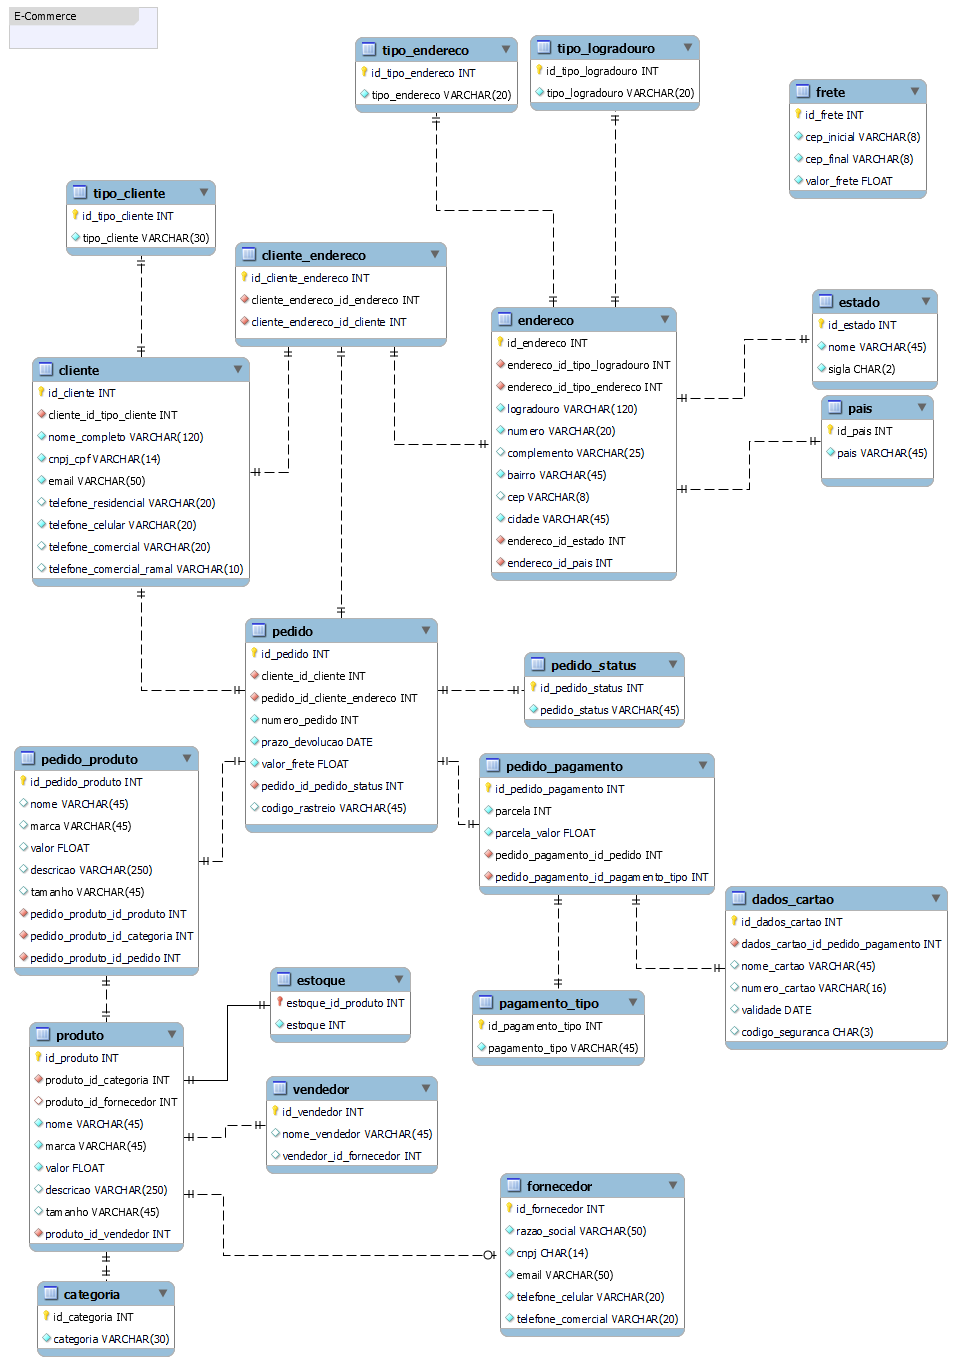 E-Commerce
tipo_endereco
id_tipo_endereco INT
tipo_endereco VARCHAR(20)
tipo_logradouro
id_tipo_logradouro INT
tipo_logradouro VARCHAR(20)
frete
id_frete INT
cep_inicial VARCHAR(8)
cep_final VARCHAR(8)
valor_frete FLOAT
tipo_cliente
id_tipo_cliente INT
tipo_cliente VARCHAR(30)
cliente_endereco
id_cliente_endereco INT
cliente_endereco_id_endereco INT
cliente_endereco_id_cliente INT
endereco
id_endereco INT
endereco_id_tipo_logradouro INT
endereco_id_tipo_endereco INT
logradouro VARCHAR(120)
numero VARCHAR(20)
complemento VARCHAR(25)
bairro VARCHAR(45)
cep VARCHAR(8)
cidade VARCHAR(45)
endereco_id_estado INT
endereco_id_pais INT
estado
id_estado INT
nome VARCHAR(45)
sigla CHAR(2)
pais
id_pais INT
pais VARCHAR(45)
cliente
id_cliente INT
cliente_id_tipo_cliente INT
nome_completo VARCHAR(120)
cnpj_cpf VARCHAR(14)
email VARCHAR(50)
telefone_residencial VARCHAR(20)
telefone_celular VARCHAR(20)
telefone_comercial VARCHAR(20)
telefone_comercial_ramal VARCHAR(10)
pedido
id_pedido INT
cliente_id_cliente INT
pedido_id_cliente_endereco INT
numero_pedido INT
prazo_devolucao DATE
valor_frete FLOAT
pedido_id_pedido_status INT
codigo_rastreio VARCHAR(45)
pedido_status
id_pedido_status INT
pedido_status VARCHAR(45)
pedido_produto
id_pedido_produto INT
nome VARCHAR(45)
marca VARCHAR(45)
valor FLOAT
descricao VARCHAR(250)
tamanho VARCHAR(45)
pedido_produto_id_produto INT
pedido_produto_id_categoria INT
pedido_produto_id_pedido INT
pedido_pagamento
id_pedido_pagamento INT
parcela INT
parcela_valor FLOAT
pedido_pagamento_id_pedido INT
pedido_pagamento_id_pagamento_tipo INT
dados_cartao
id_dados_cartao INT
dados_cartao_id_pedido_pagamento INT
nome_cartao VARCHAR(45)
numero_cartao VARCHAR(16)
validade DATE
codigo_seguranca CHAR(3)
estoque
estoque_id_produto INT
estoque INT
pagamento_tipo
id_pagamento_tipo INT
pagamento_tipo VARCHAR(45)
produto
id_produto INT
produto_id_categoria INT
produto_id_fornecedor INT
nome VARCHAR(45)
marca VARCHAR(45)
valor FLOAT
descricao VARCHAR(250)
tamanho VARCHAR(45)
produto_id_vendedor INT
vendedor
id_vendedor INT
nome_vendedor VARCHAR(45)
vendedor_id_fornecedor INT
fornecedor
id_fornecedor INT
razao_social VARCHAR(50)
cnpj CHAR(14)
email VARCHAR(50)
telefone_celular VARCHAR(20)
telefone_comercial VARCHAR(20)
categoria
id_categoria INT
categoria VARCHAR(30)